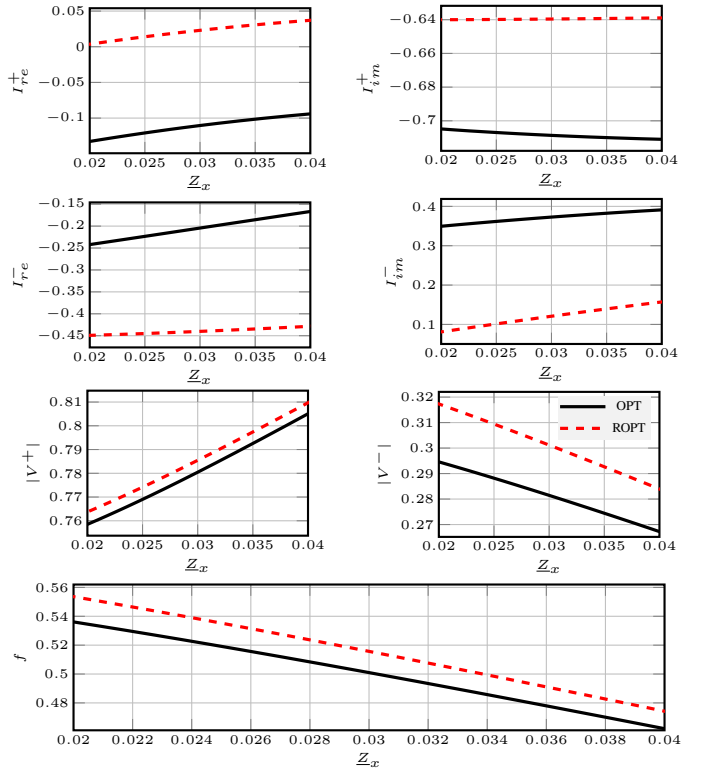 0.05
0
−0.05
−0.1
I⁺re
0.02 0.025 0.03 0.035 0.04
Z̲x
−0.64
−0.66
−0.68
−0.7
I⁺im
0.02 0.025 0.03 0.035 0.04
Z̲x
−0.15
−0.2
−0.25
−0.3
−0.35
−0.4
−0.45
I⁻re
0.02 0.025 0.03 0.035 0.04
Z̲x
0.4
0.3
0.2
0.1
I⁻im
0.02 0.025 0.03 0.035 0.04
Z̲x
0.81
0.8
0.79
0.78
0.77
0.76
|V⁺|
0.02 0.025 0.03 0.035 0.04
Z̲x
0.32
0.31
0.3
0.29
0.28
0.27
|V⁻|
OPT
ROPT
0.02 0.025 0.03 0.035 0.04
Z̲x
0.56
0.54
0.52
0.5
0.48
f
0.02 0.022 0.024 0.026 0.028 0.03 0.032 0.034 0.036 0.038 0.04
Z̲x